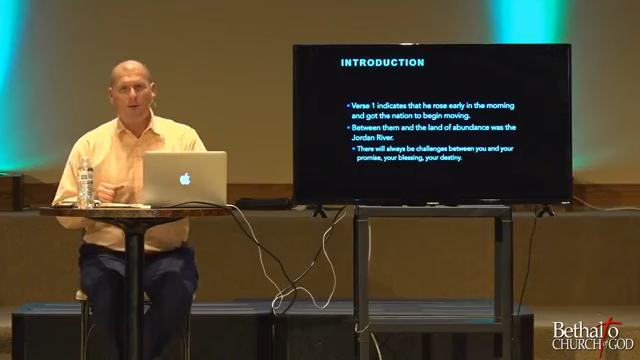 INTRODUCTION
• Verse 1 indicates that he rose early in the morning
and got the nation to begin moving.
• Between them and the land of abundance was the
Jordan River.
• There will always be challenges between you and your
promise, your blessing, your destiny.
Bethalto
CHURCH of GOD